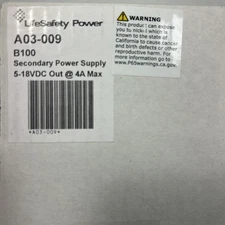 LifeSafety Power
A03-009
B100
Secondary Power Supply
5-18VDC Out @ 4A Max
*A03-009*
WARNING
This product can expose
you to nickel which is
known to the state of
California to cause cancer
and birth defects or other
reproductive harm. For
more information go to
www.P65warnings.ca.gov.